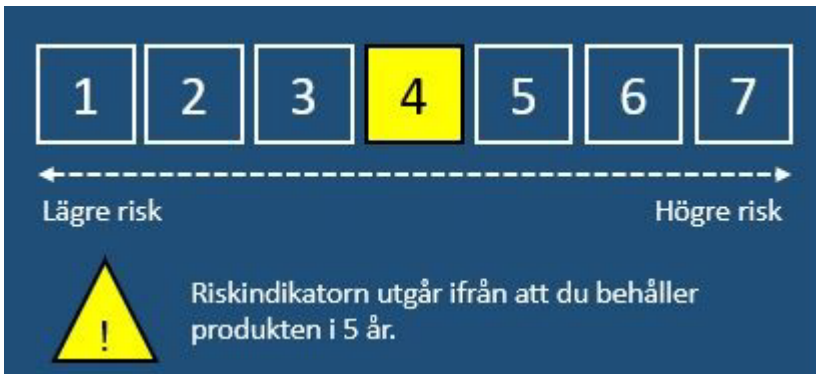 1 2 3 4 5 6 7
Lägre risk Högre risk
! Riskindikatorn utgår ifrån att du behåller
produkten i 5 år.